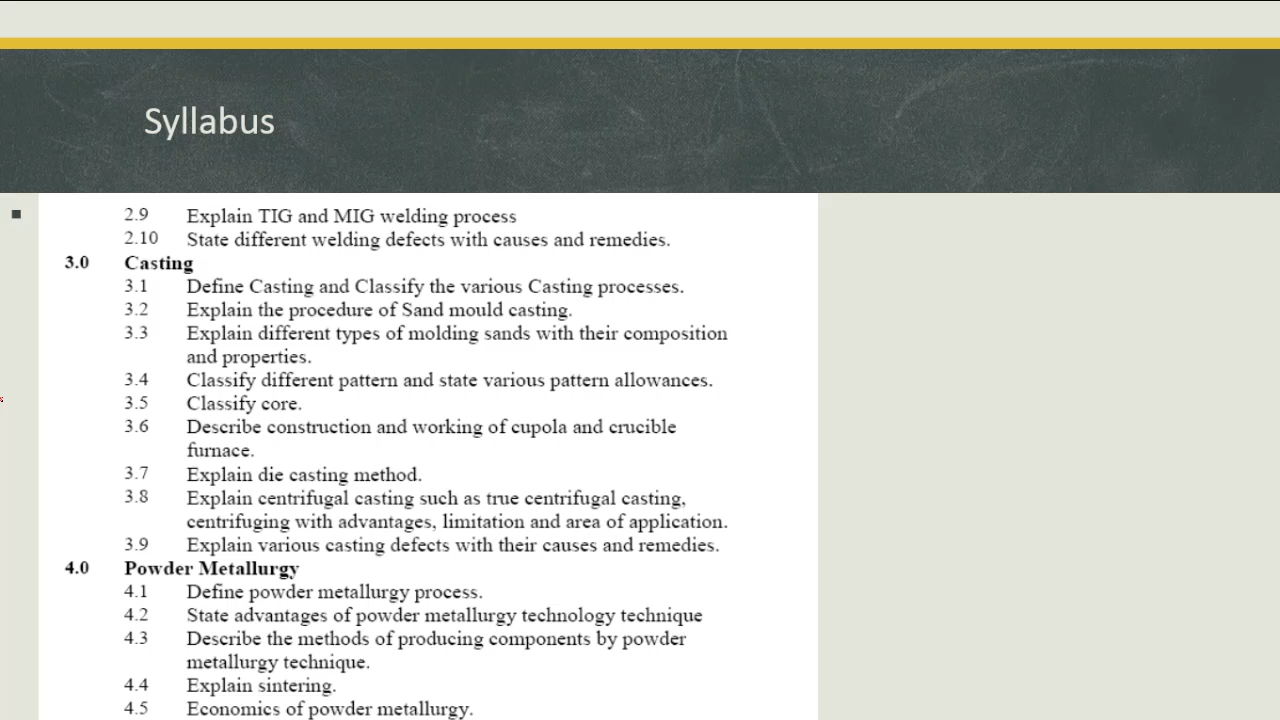 Syllabus
2.9 Explain TIG and MIG welding process
2.10 State different welding defects with causes and remedies.
3.0 Casting
3.1 Define Casting and Classify the various Casting processes.
3.2 Explain the procedure of Sand mould casting.
3.3 Explain different types of molding sands with their composition
and properties.
3.4 Classify different pattern and state various pattern allowances.
3.5 Classify core.
3.6 Describe construction and working of cupola and crucible
furnace.
3.7 Explain die casting method.
3.8 Explain centrifugal casting such as true centrifugal casting,
centrifuging with advantages, limitation and area of application.
3.9 Explain various casting defects with their causes and remedies.
4.0 Powder Metallurgy
4.1 Define powder metallurgy process.
4.2 State advantages of powder metallurgy technology technique
4.3 Describe the methods of producing components by powder
metallurgy technique.
4.4 Explain sintering.
4.5 Economics of powder metallurgy.